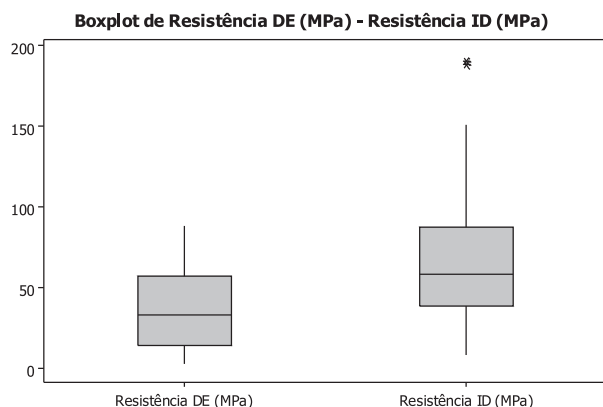 Boxplot de Resistência DE (MPa) - Resistência ID (MPa)
200
150
100
50
0
Resistência DE (MPa)
Resistência ID (MPa)